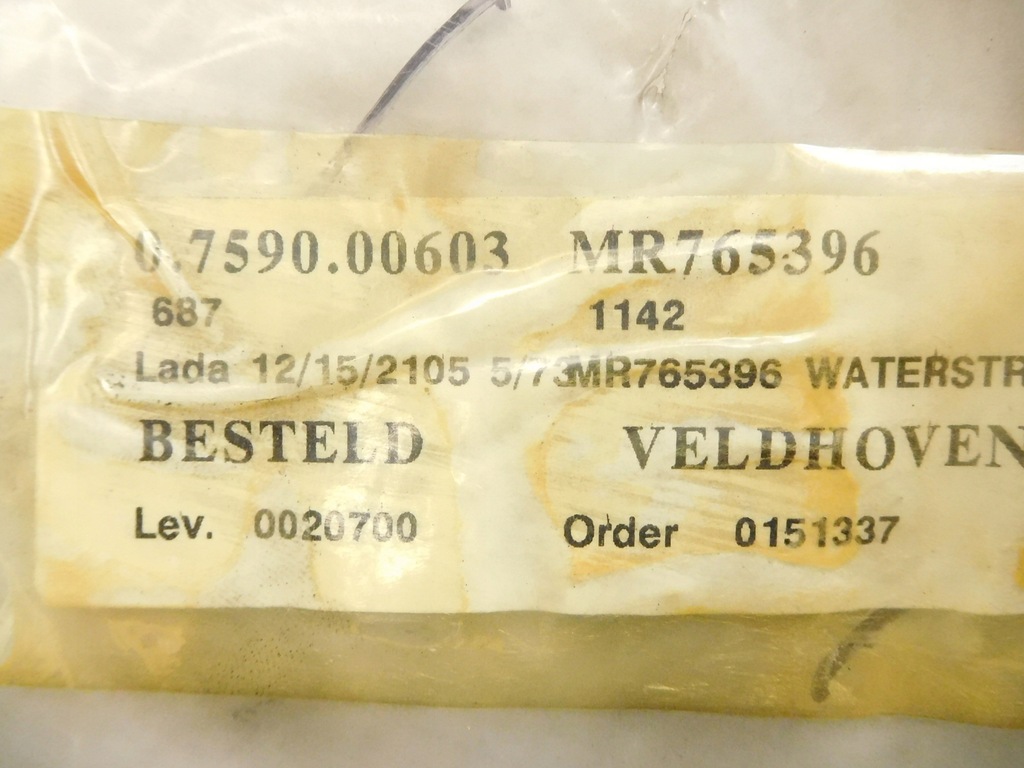 0.7590.00603 MR765396
687 1142
Lada 12/15/2105 5/73MR765396 WATERSTR
BESTELD VELDHOVEN
Lev. 0020700 Order 0151337